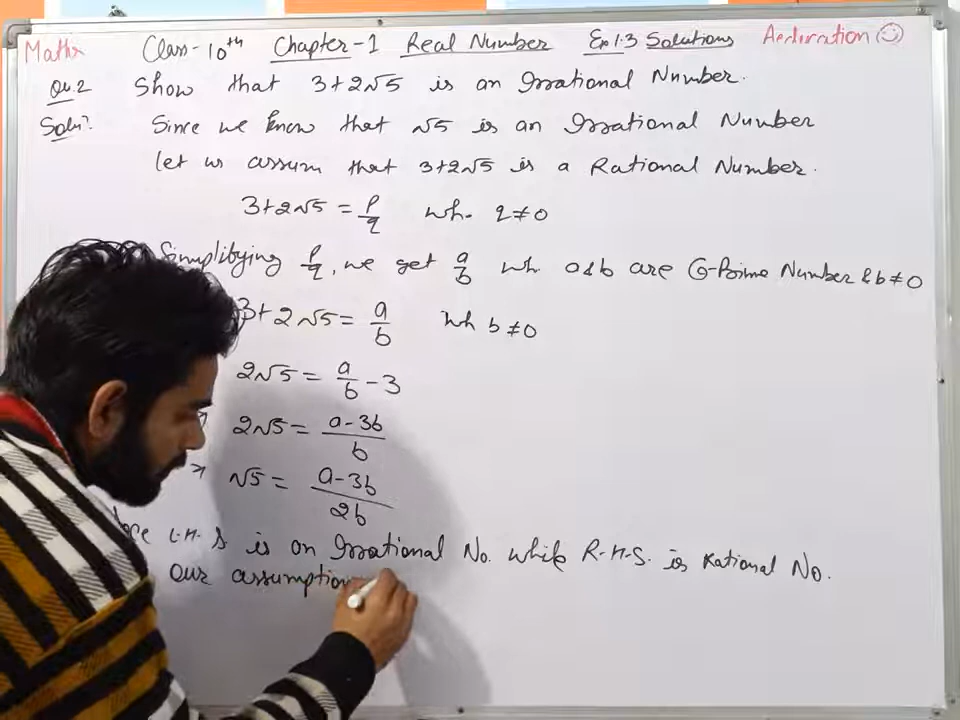 Maths Class-10th Chapter-1 Real Number Ex 1.3 Solutions
Qu.2 Show that 3+2√5 is an Irrational Number.
Soln. Since we know that √5 is an Irrational Number
let us assum that 3+2√5 is a Rational Number.
3+2√5 = p/q wh. q≠0
Simplifying p/q, we get a/b wh a&b are Co-Prime Number & b≠0
3+2√5 = a/b wh b≠0
2√5 = a/b - 3
2√5 = a-3b/b
√5 = a-3b/2b
L.H.S is an Irrational No. while R.H.S. is Rational No.
Our assumption